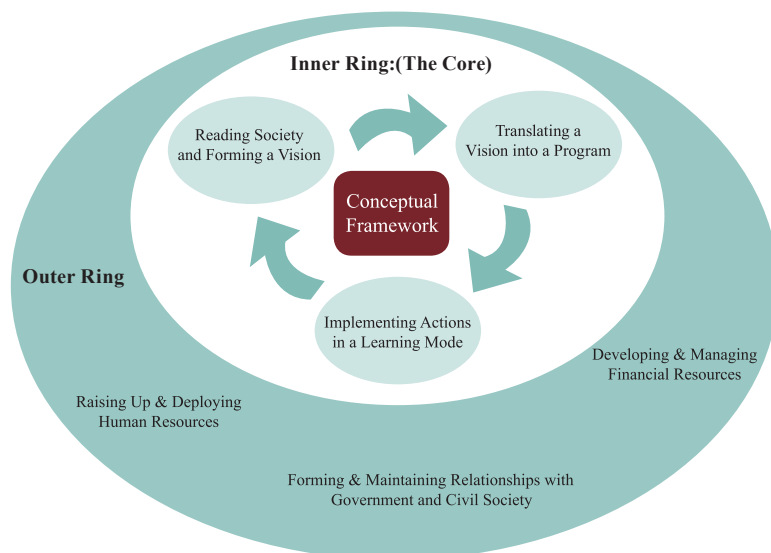 Inner Ring:(The Core)
Reading Society
and Forming a Vision
Translating a
Vision into a Program
Conceptual
Framework
Outer Ring
Implementing Actions
in a Learning Mode
Developing & Managing
Financial Resources
Raising Up & Deploying
Human Resources
Forming & Maintaining Relationships with
Government and Civil Society